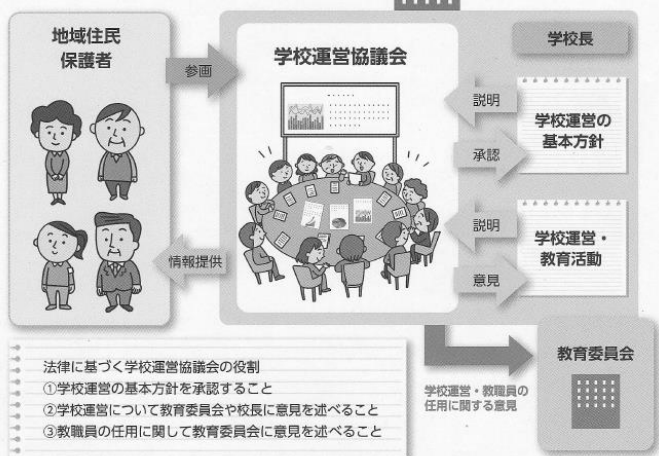 地域住民
保護者
参画
情報提供
学校運営協議会
学校長
説明
承認
学校運営の
基本方針
説明
意見
学校運営・
教育活動
学校運営・教職員の
任用に関する意見
教育委員会
法律に基づく学校運営協議会の役割
①学校運営の基本方針を承認すること
②学校運営について教育委員会や校長に意見を述べること
③教職員の任用に関して教育委員会に意見を述べること